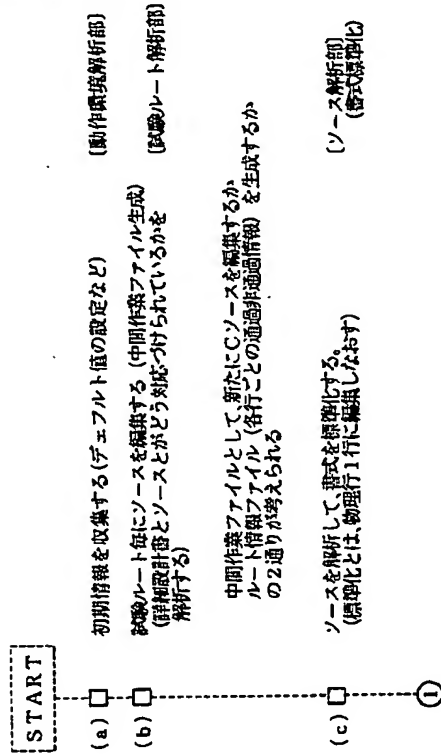 START
(a) 初期情報を収集する(デェフルト値の設定など) [動作環境解析部]
(b) 試験ルート毎にソースを編集する(中間作業ファイル生成) [試験ルート解析部]
(詳細設計書とソースとがどう対応づけられているかを
解析する)
中間作業ファイルとして、新たにCソースを編集するか
ルート情報ファイル(各行ごとの通過非通過情報)を生成するか
の2通りが考えられる
(c) ソースを解析して、書式を標準化する。 [ソース解析部]
(標準化とは、物理行1行に編集しなおす) (書式標準化)
1